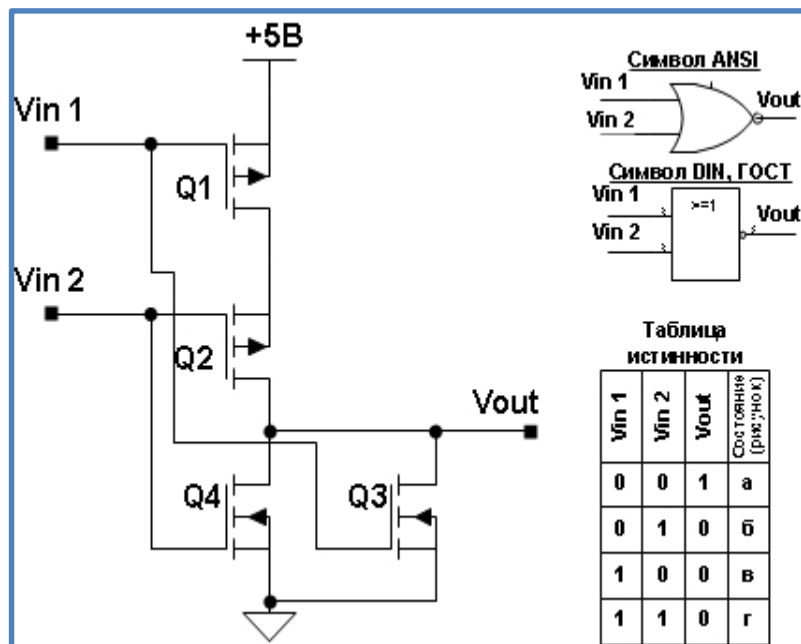 +5В
Vin 1
Q1
Vin 2
Q2
Vout
Q4
Q3
Символ ANSI
Vin 1
Vout
Vin 2
Символ DIN, ГОСТ
Vin 1
>=1
Vout
Vin 2
Таблица
истинности
Vin 1 Vin 2 Vout Состояние
(рисунок)
0 0 1 а
0 1 0 б
1 0 0 в
1 1 0 г